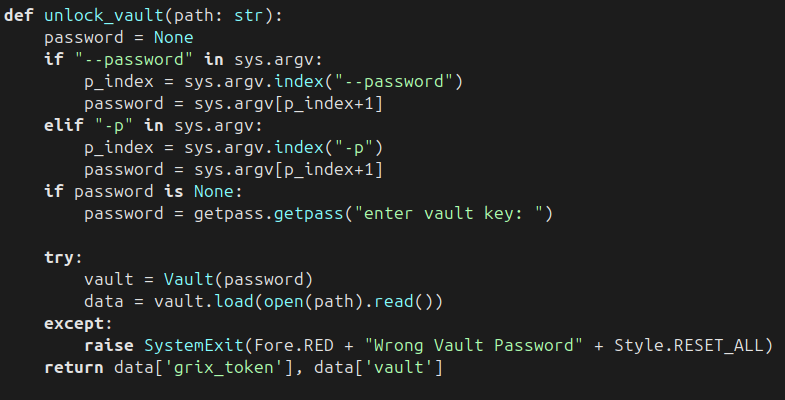 def unlock_vault(path: str):
    password = None
    if "--password" in sys.argv:
        p_index = sys.argv.index("--password")
        password = sys.argv[p_index+1]
    elif "-p" in sys.argv:
        p_index = sys.argv.index("-p")
        password = sys.argv[p_index+1]
    if password is None:
        password = getpass.getpass("enter vault key: ")

    try:
        vault = Vault(password)
        data = vault.load(open(path).read())
    except:
        raise SystemExit(Fore.RED + "Wrong Vault Password" + Style.RESET_ALL)
    return data['grix_token'], data['vault']